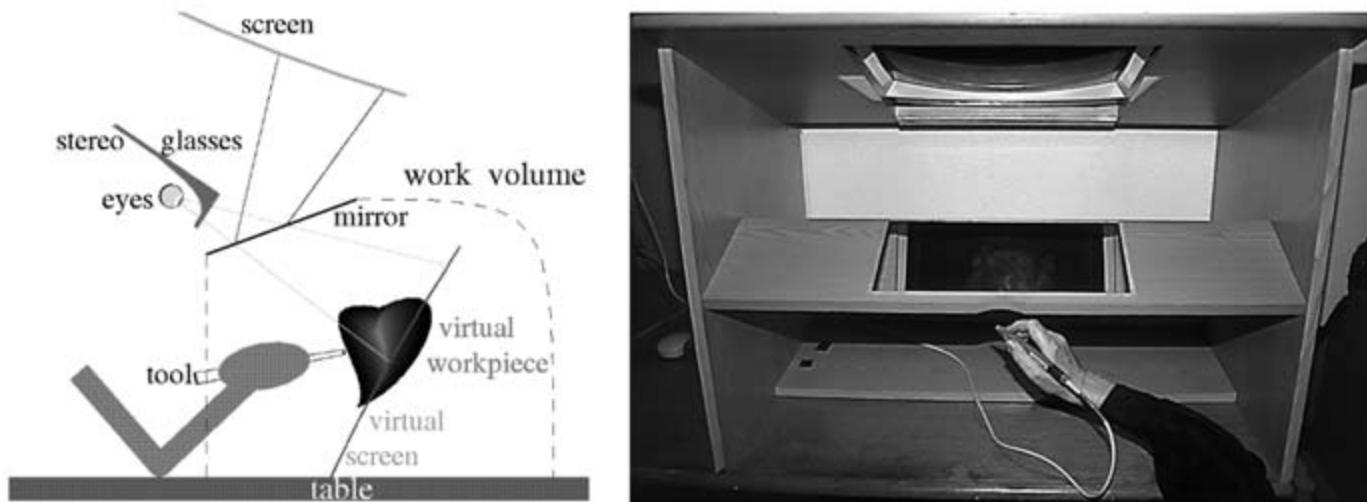 screen
stereo glasses
eyes
work volume
mirror
virtual
workpiece
tool
virtual
screen
table